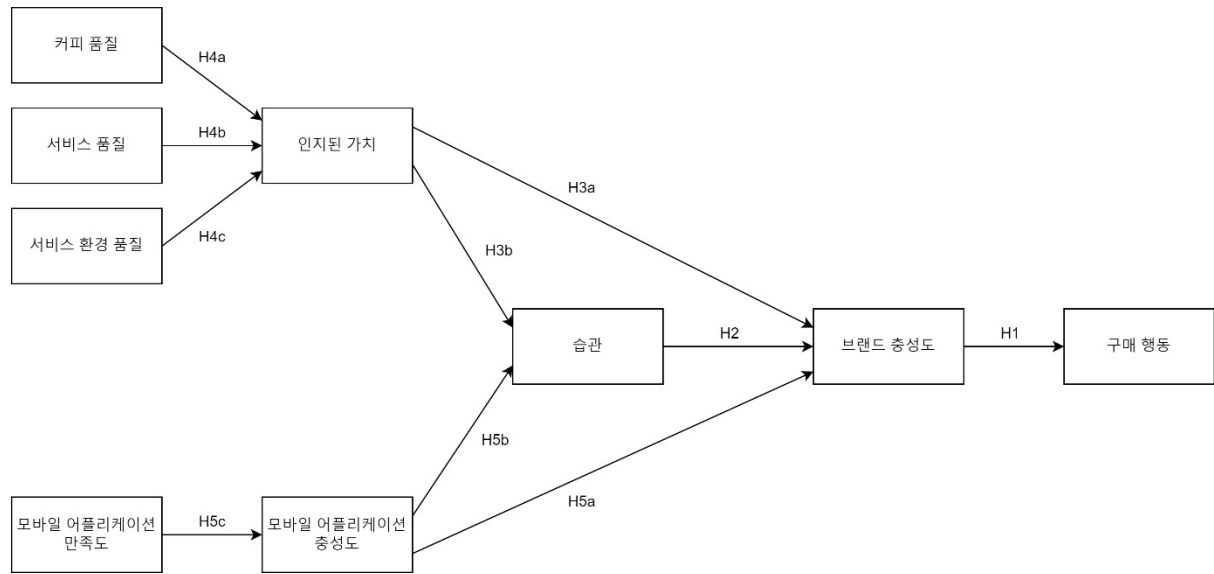 커피 품질
H4a
서비스 품질
H4b
인지된 가치
H3a
서비스 환경 품질
H4c
H3b
습관
H2
브랜드 충성도
H1
구매 행동
H5b
H5a
모바일 어플리케이션
만족도
H5c
모바일 어플리케이션
충성도